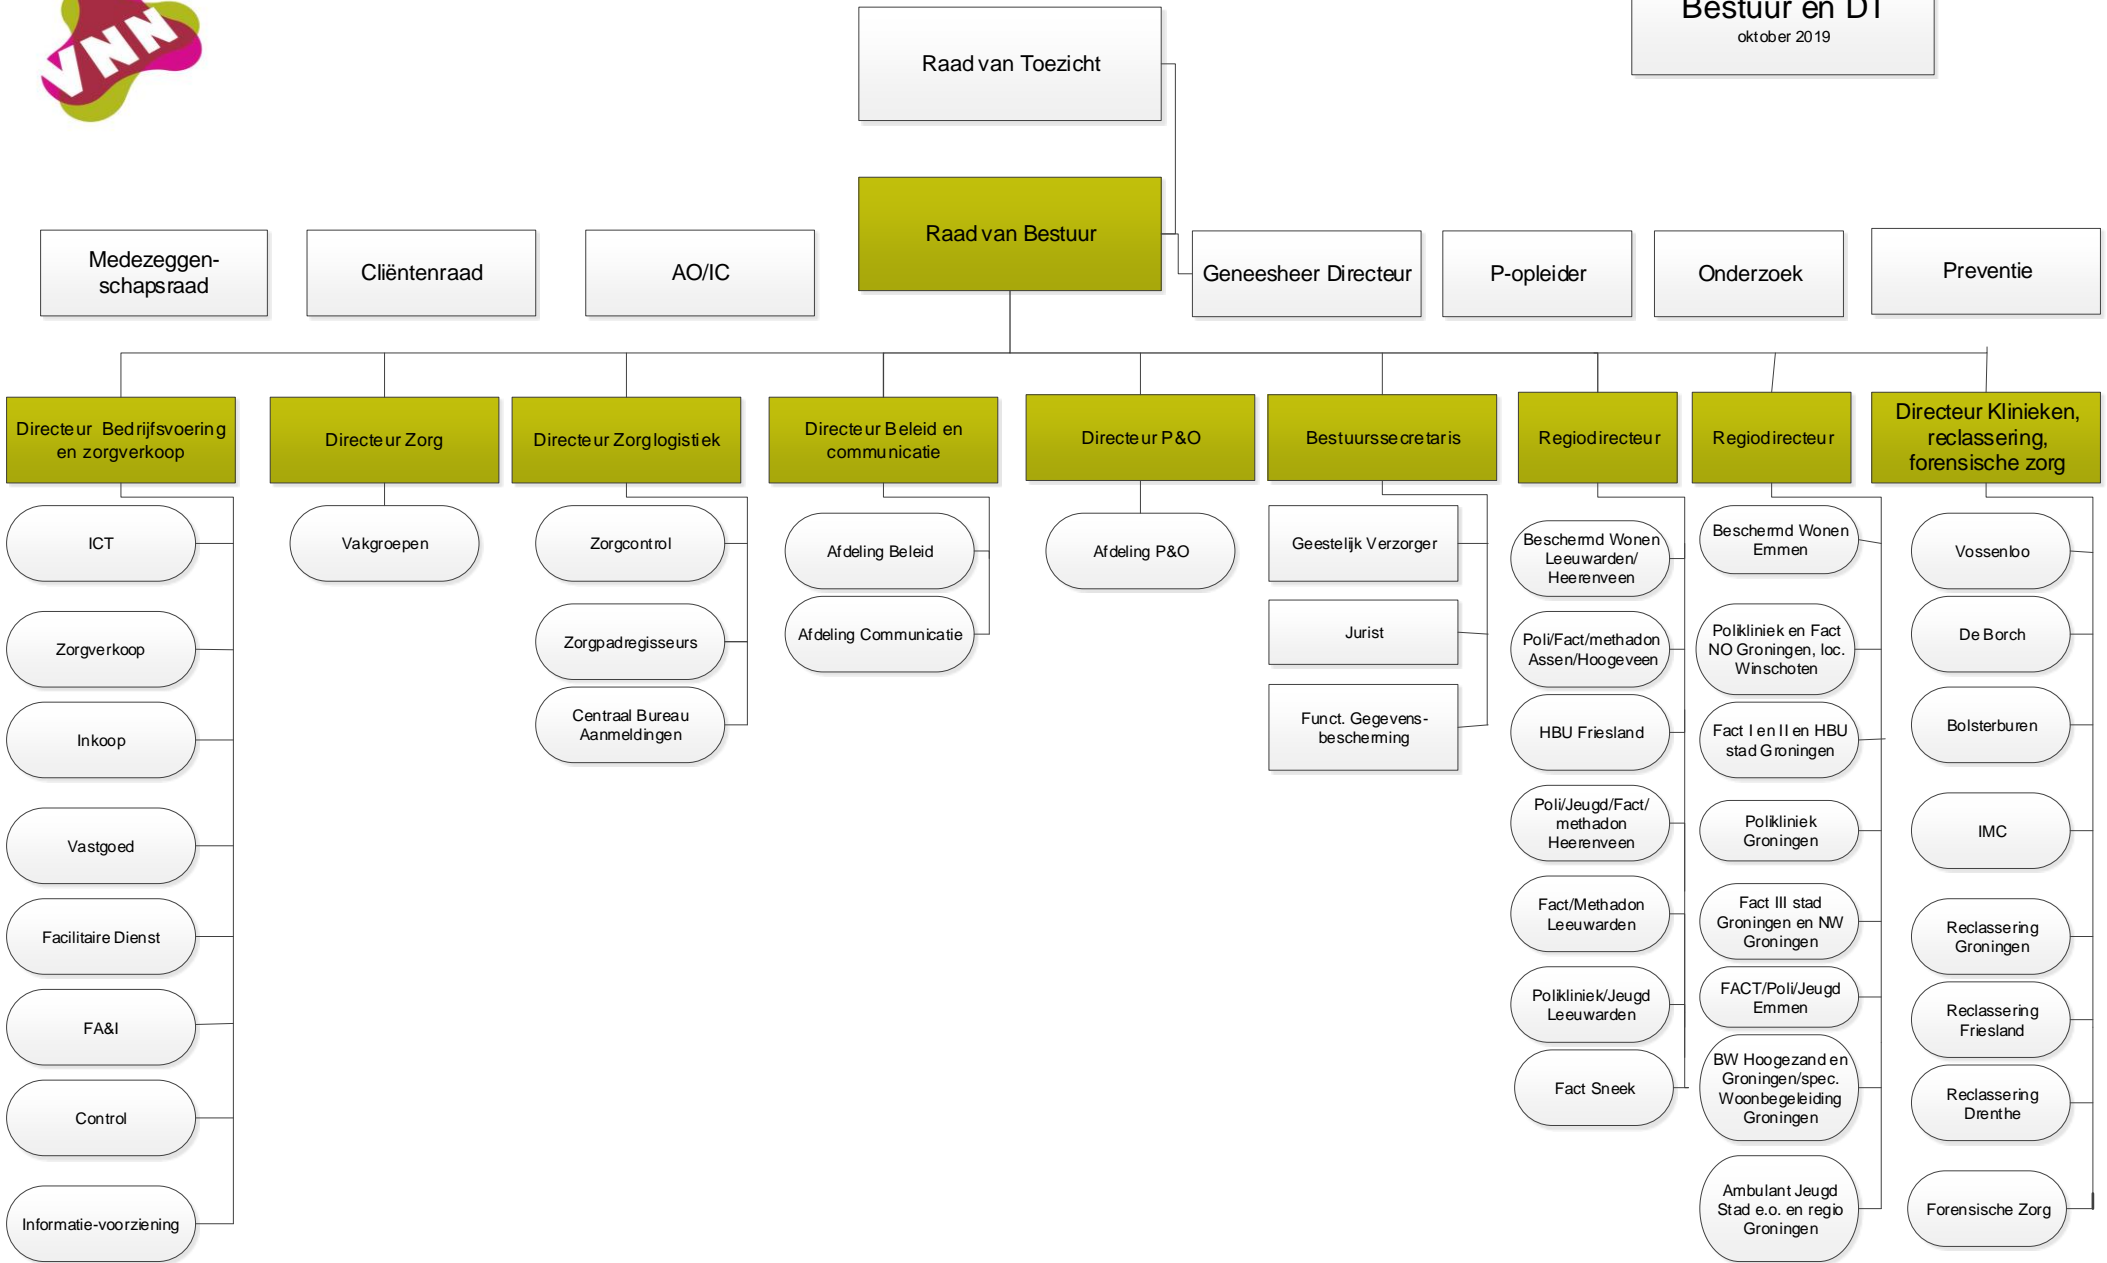 VNN
Bestuur en DT
oktober 2019
Raad van Toezicht
Raad van Bestuur
Medezeggen-
schapsraad
Cliëntenraad
AO/IC
Geneesheer Directeur
P-opleider
Onderzoek
Preventie
Directeur Bedrijfsvoering
en zorgverkoop
Directeur Zorg
Directeur Zorglogistiek
Directeur Beleid en
communicatie
Directeur P&O
Bestuurssecretaris
Regiodirecteur
Regiodirecteur
Directeur Klinieken,
reclassering,
forensische zorg
ICT
Zorgverkoop
Inkoop
Vastgoed
Facilitaire Dienst
FA&I
Control
Informatie-voorziening
Vakgroepen
Zorgcontrol
Zorgpadregisseurs
Centraal Bureau
Aanmeldingen
Afdeling Beleid
Afdeling Communicatie
Afdeling P&O
Geestelijk Verzorger
Jurist
Funct. Gegevens-
bescherming
Beschermd Wonen
Leeuwarden/
Heerenveen
Poli/Fact/methadon
Assen/Hoogeveen
HBU Friesland
Poli/Jeugd/Fact/
methadon
Heerenveen
Fact/Methadon
Leeuwarden
Polikliniek/Jeugd
Leeuwarden
Fact Sneek
Beschermd Wonen
Emmen
Polikliniek en Fact
NO Groningen, loc.
Winschoten
Fact I en II en HBU
stad Groningen
Polikliniek
Groningen
Fact III stad
Groningen en NW
Groningen
FACT/Poli/Jeugd
Emmen
BW Hoogezand en
Groningen/spec.
Woonbegeleiding
Groningen
Ambulant Jeugd
Stad e.o. en regio
Groningen
Vossenloo
De Borch
Bolsterburen
IMC
Reclassering
Groningen
Reclassering
Friesland
Reclassering
Drenthe
Forensische Zorg